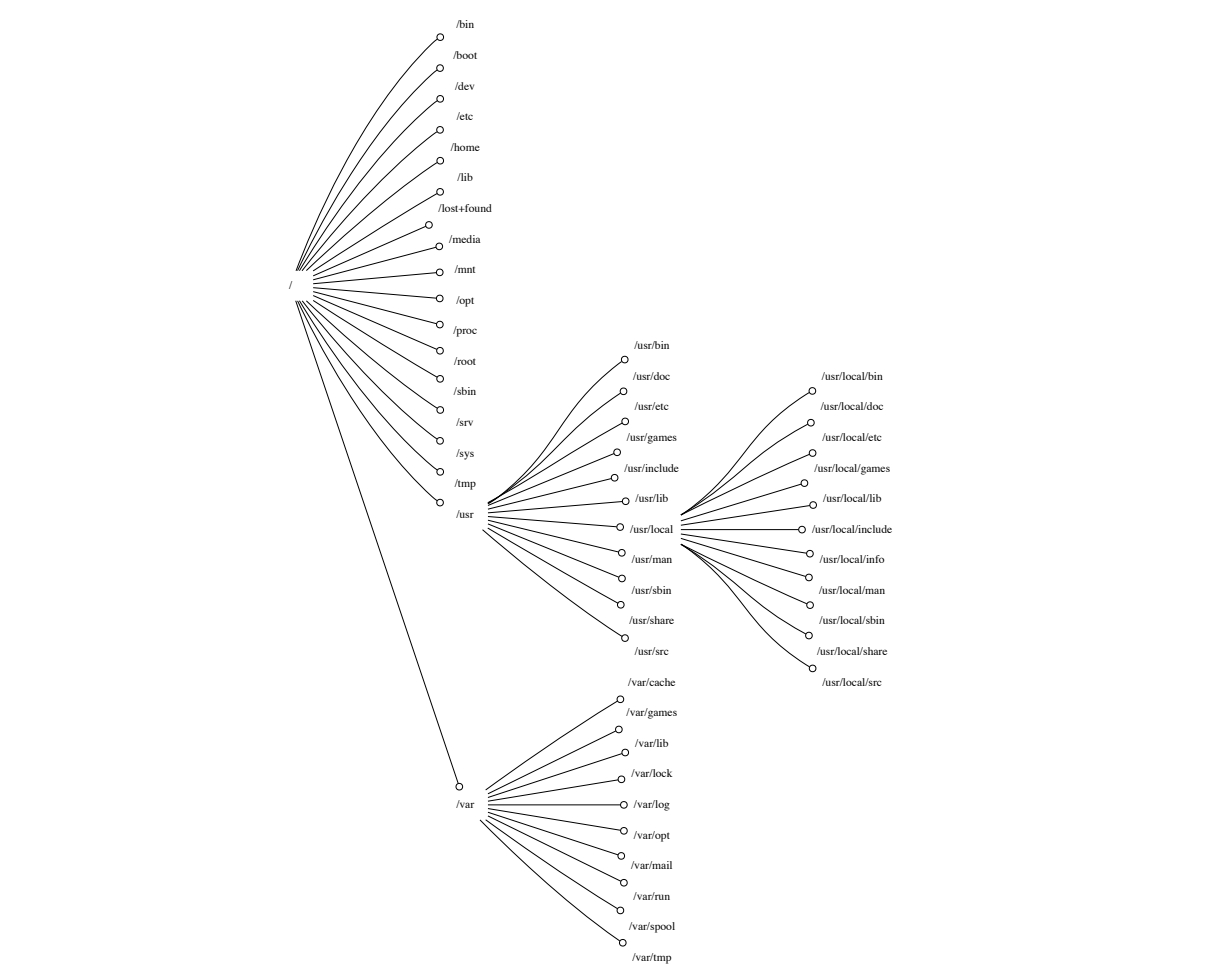 /
/bin
/boot
/dev
/etc
/home
/lib
/lost+found
/media
/mnt
/opt
/proc
/root
/sbin
/srv
/sys
/tmp
/usr
/var
/usr/bin
/usr/doc
/usr/etc
/usr/games
/usr/include
/usr/lib
/usr/local
/usr/man
/usr/sbin
/usr/share
/usr/src
/usr/local/bin
/usr/local/doc
/usr/local/etc
/usr/local/games
/usr/local/lib
/usr/local/include
/usr/local/info
/usr/local/man
/usr/local/sbin
/usr/local/share
/usr/local/src
/var/cache
/var/games
/var/lib
/var/lock
/var/log
/var/opt
/var/mail
/var/run
/var/spool
/var/tmp